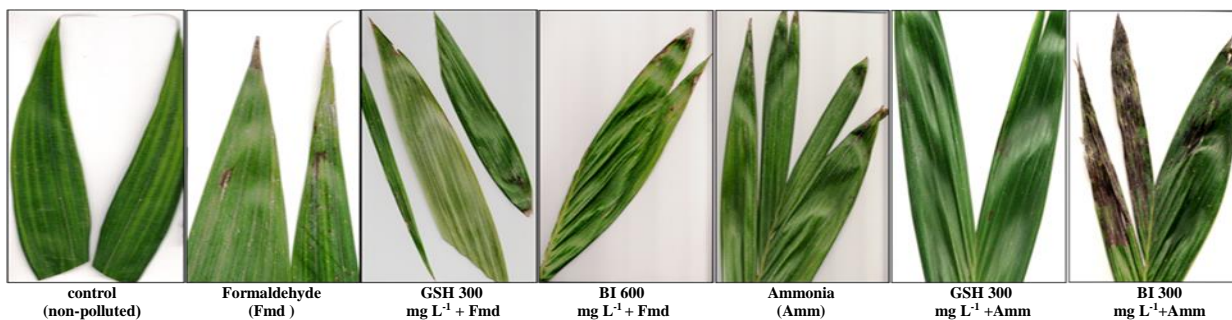 control
(non-polluted)
Formaldehyde
(Fmd )
GSH 300
mg L⁻¹ + Fmd
BI 600
mg L⁻¹ + Fmd
Ammonia
(Amm)
GSH 300
mg L⁻¹ +Amm
BI 300
mg L⁻¹+Amm